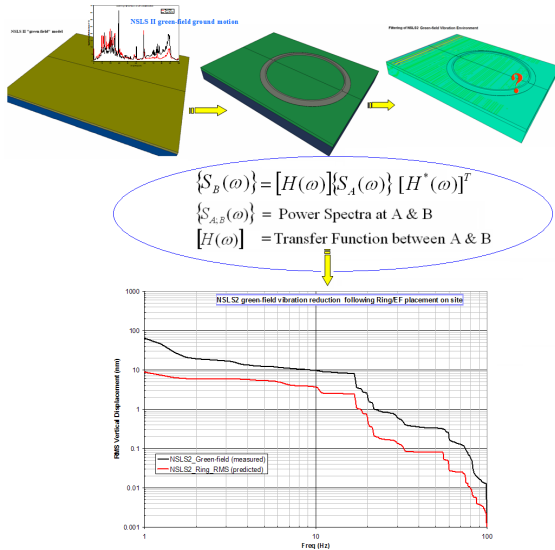 NSLS II "green-field" model
NSLS II green-field ground motion
Filtering of NSLS2 Green-field Vibration Environment
?
{S_B(ω)} = [H(ω)]{S_A(ω)} [H*(ω)]^T
{S_A,B(ω)} = Power Spectra at A & B
[H(ω)] = Transfer Function between A & B
NSLS2 green-field vibration reduction following Ring/EF placement on site
RMS Vertical Displacement (nm)
1000
100
10
1
0.1
0.01
0.001
NSLS2_Green-field (measured)
NSLS2_Ring_RMS (predicted)
1
10
100
Freq (Hz)